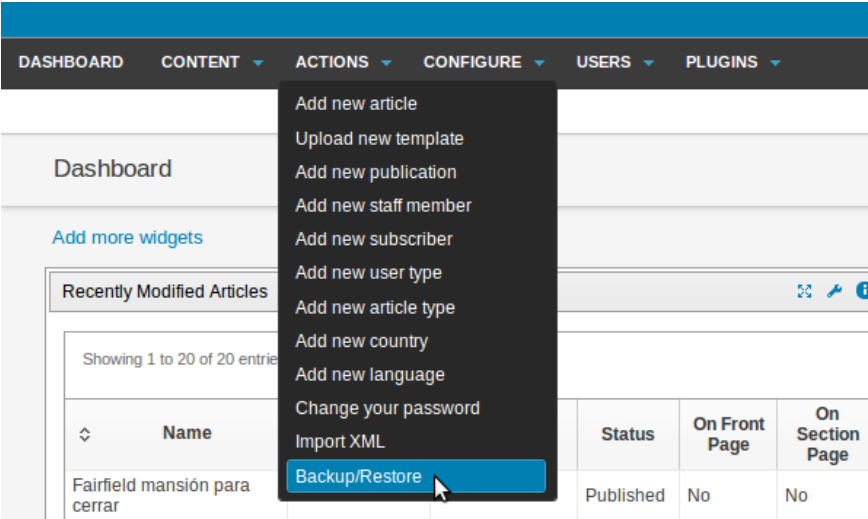 DASHBOARD CONTENT ACTIONS CONFIGURE USERS PLUGINS
Add new article
Upload new template
Add new publication
Add new staff member
Add new subscriber
Add new user type
Add new article type
Add new country
Add new language
Change your password
Import XML
Backup/Restore
Dashboard
Add more widgets
Recently Modified Articles
Showing 1 to 20 of 20 entrie
Name
Status
On Front
Page
On
Section
Page
Fairfield mansión para
cerrar
Published
No
No